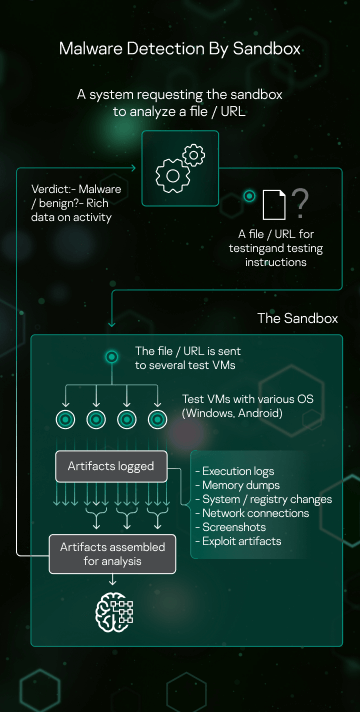 Malware Detection By Sandbox
A system requesting the sandbox
to analyze a file / URL
Verdict:- Malware
/ benign?- Rich
data on activity
?
A file / URL for
testingand testing
instructions
The Sandbox
The file / URL is sent
to several test VMs
Test VMs with various OS
(Windows, Android)
Artifacts logged
- Execution logs
- Memory dumps
- System / registry changes
- Network connections
- Screenshots
- Exploit artifacts
Artifacts assembled
for analysis